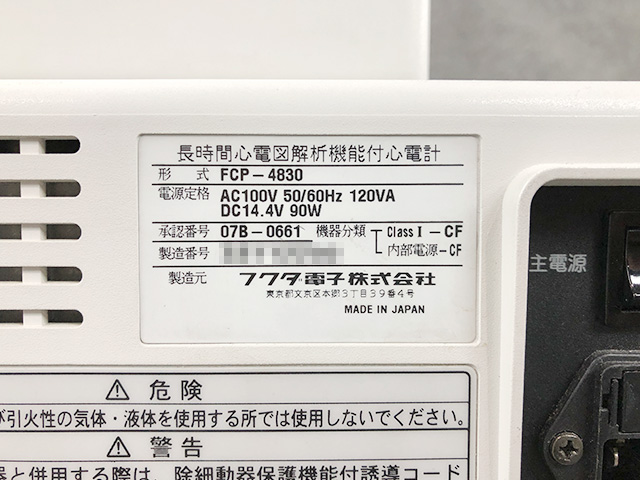 長時間心電図解析機能付心電計
形 式 FCP-4830
電源定格 AC100V 50/60Hz 120VA
DC14.4V 90W
承認番号 07B-0661 機器分類 Class I-CF
内部電源-CF
製造番号
製造元 フクダ電子株式会社
東京都文京区本郷3丁目39番4号
MADE IN JAPAN
主電源
⚠ 危険
引火性の気体・液体を使用する所では使用しないでください。
⚠ 警告
と併用する際は、除細動器保護機能付誘導コード